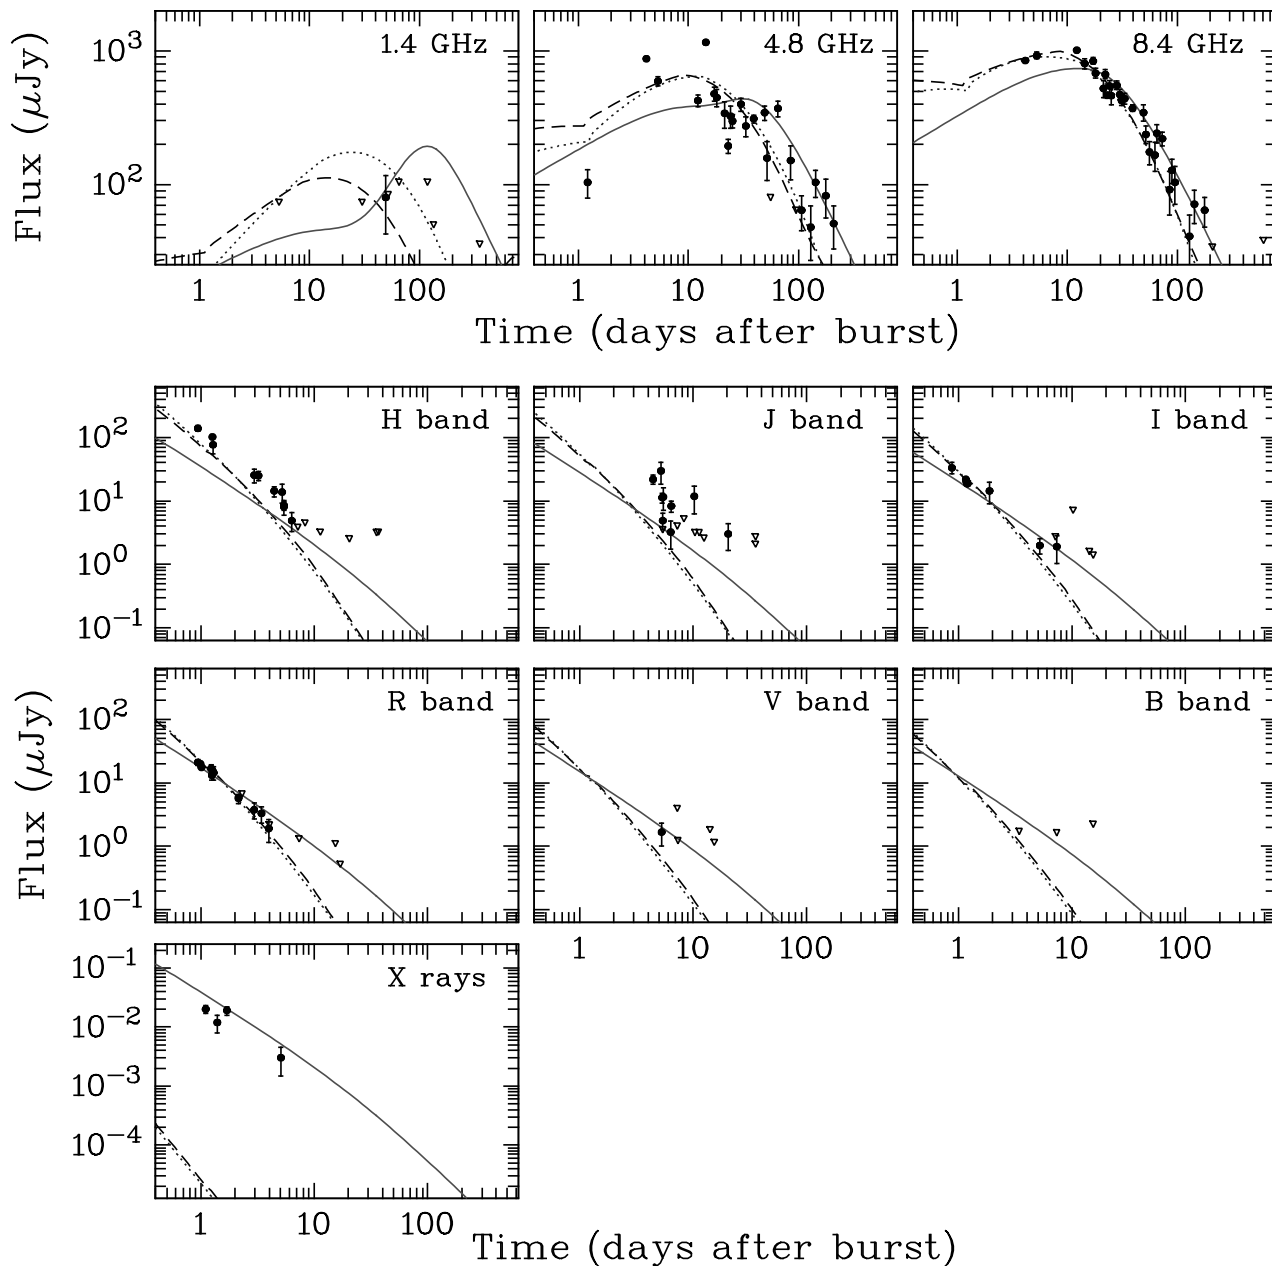 Flux (μJy)
10³
10²
1.4 GHz
4.8 GHz
8.4 GHz
1 10 100
1 10 100
1 10 100
Time (days after burst)
10²
10¹
10⁰
10⁻¹
H band
J band
I band
Flux (μJy)
10²
10¹
10⁰
10⁻¹
R band
V band
B band
1 10 100
1 10 100
10⁻¹
10⁻²
10⁻³
10⁻⁴
X rays
1 10 100
Time (days after burst)